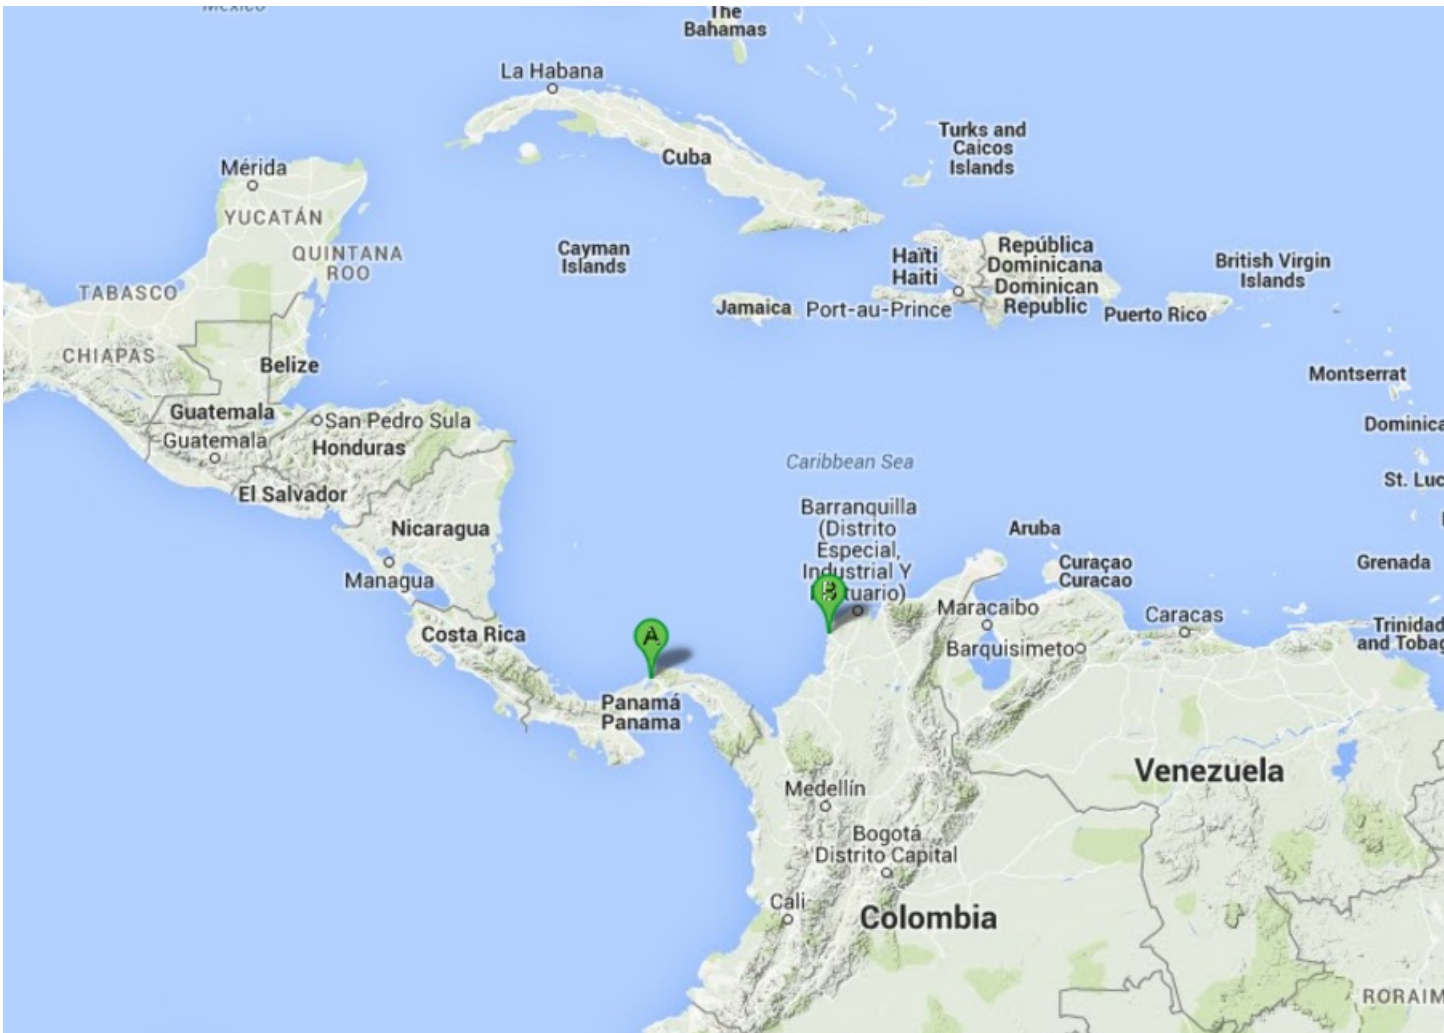 México
The
Bahamas
La Habana
Turks and
Caicos
Islands
Cuba
Mérida
YUCATÁN
QUINTANA
ROO
Cayman
Islands
Haïti
Haiti
República
Dominicana
Dominican
Republic
British Virgin
Islands
TABASCO
Jamaica
Port-au-Prince
Puerto Rico
CHIAPAS
Belize
Montserrat
Guatemala
Guatemala
San Pedro Sula
Honduras
Dominica
Caribbean Sea
El Salvador
St. Luc
Nicaragua
Barranquilla
(Distrito
Especial,
Industrial Y
tuario)
Aruba
Managua
Curaçao
Curacao
Grenada
B
A
Costa Rica
Maracaibo
Caracas
Barquisimeto
Trinidad
and Tobag
Panamá
Panama
Venezuela
Medellín
Bogotá
Distrito Capital
Cali
Colombia
RORAIM